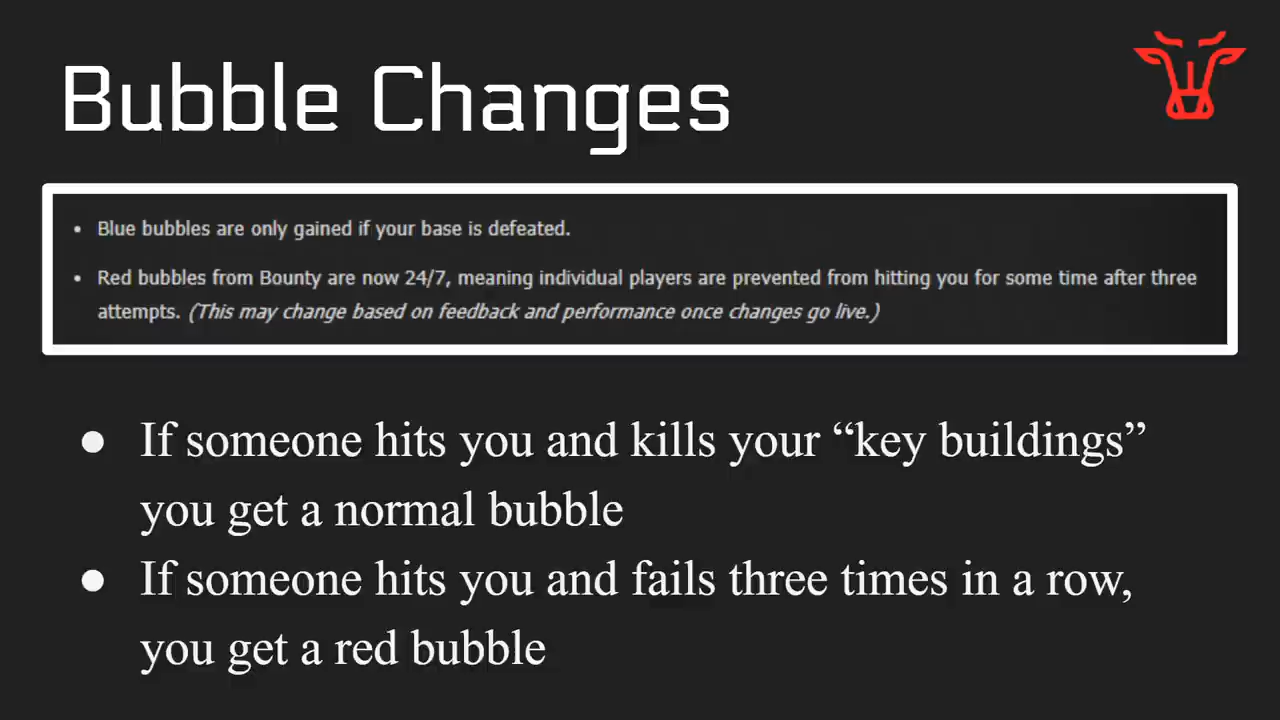 Bubble Changes
• Blue bubbles are only gained if your base is defeated.
• Red bubbles from Bounty are now 24/7, meaning individual players are prevented from hitting you for some time after three
attempts. (This may change based on feedback and performance once changes go live.)
● If someone hits you and kills your “key buildings”
you get a normal bubble
● If someone hits you and fails three times in a row,
you get a red bubble